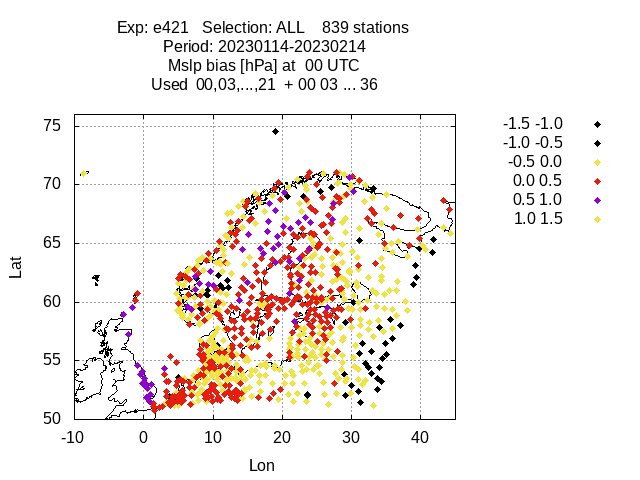 Exp: e421 Selection: ALL 839 stations
Period: 20230114-20230214
Mslp bias [hPa] at 00 UTC
Used 00,03,...,21 + 00 03 ... 36
-1.5 -1.0
-1.0 -0.5
-0.5 0.0
0.0 0.5
0.5 1.0
1.0 1.5
75
70
65
60
55
50
Lat
-10 0 10 20 30 40
Lon